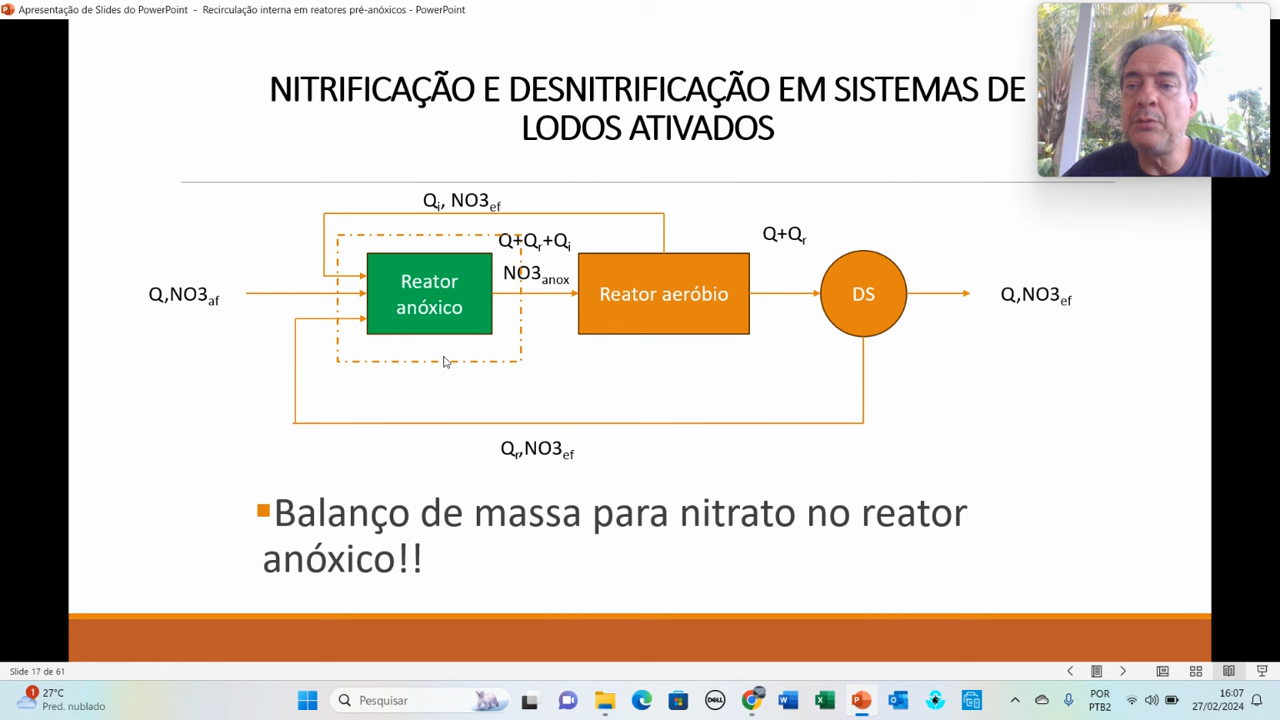 Apresentação de Slides do PowerPoint - Recirculação interna em reatores pré-anóxicos - PowerPoint
NITRIFICAÇÃO E DESNITRIFICAÇÃO EM SISTEMAS DE
LODOS ATIVADOS
Qi, NO3ef
Q+Qr+Qi
NO3anox
Q+Qr
Q,NO3af
Reator
anóxico
Reator aeróbio
DS
Q,NO3ef
Qr,NO3ef
Balanço de massa para nitrato no reator
anóxico!!
Slide 17 de 61
1
27°C
Pred. nublado
Pesquisar
DELL
POR
PTB2
16:07
27/02/2024